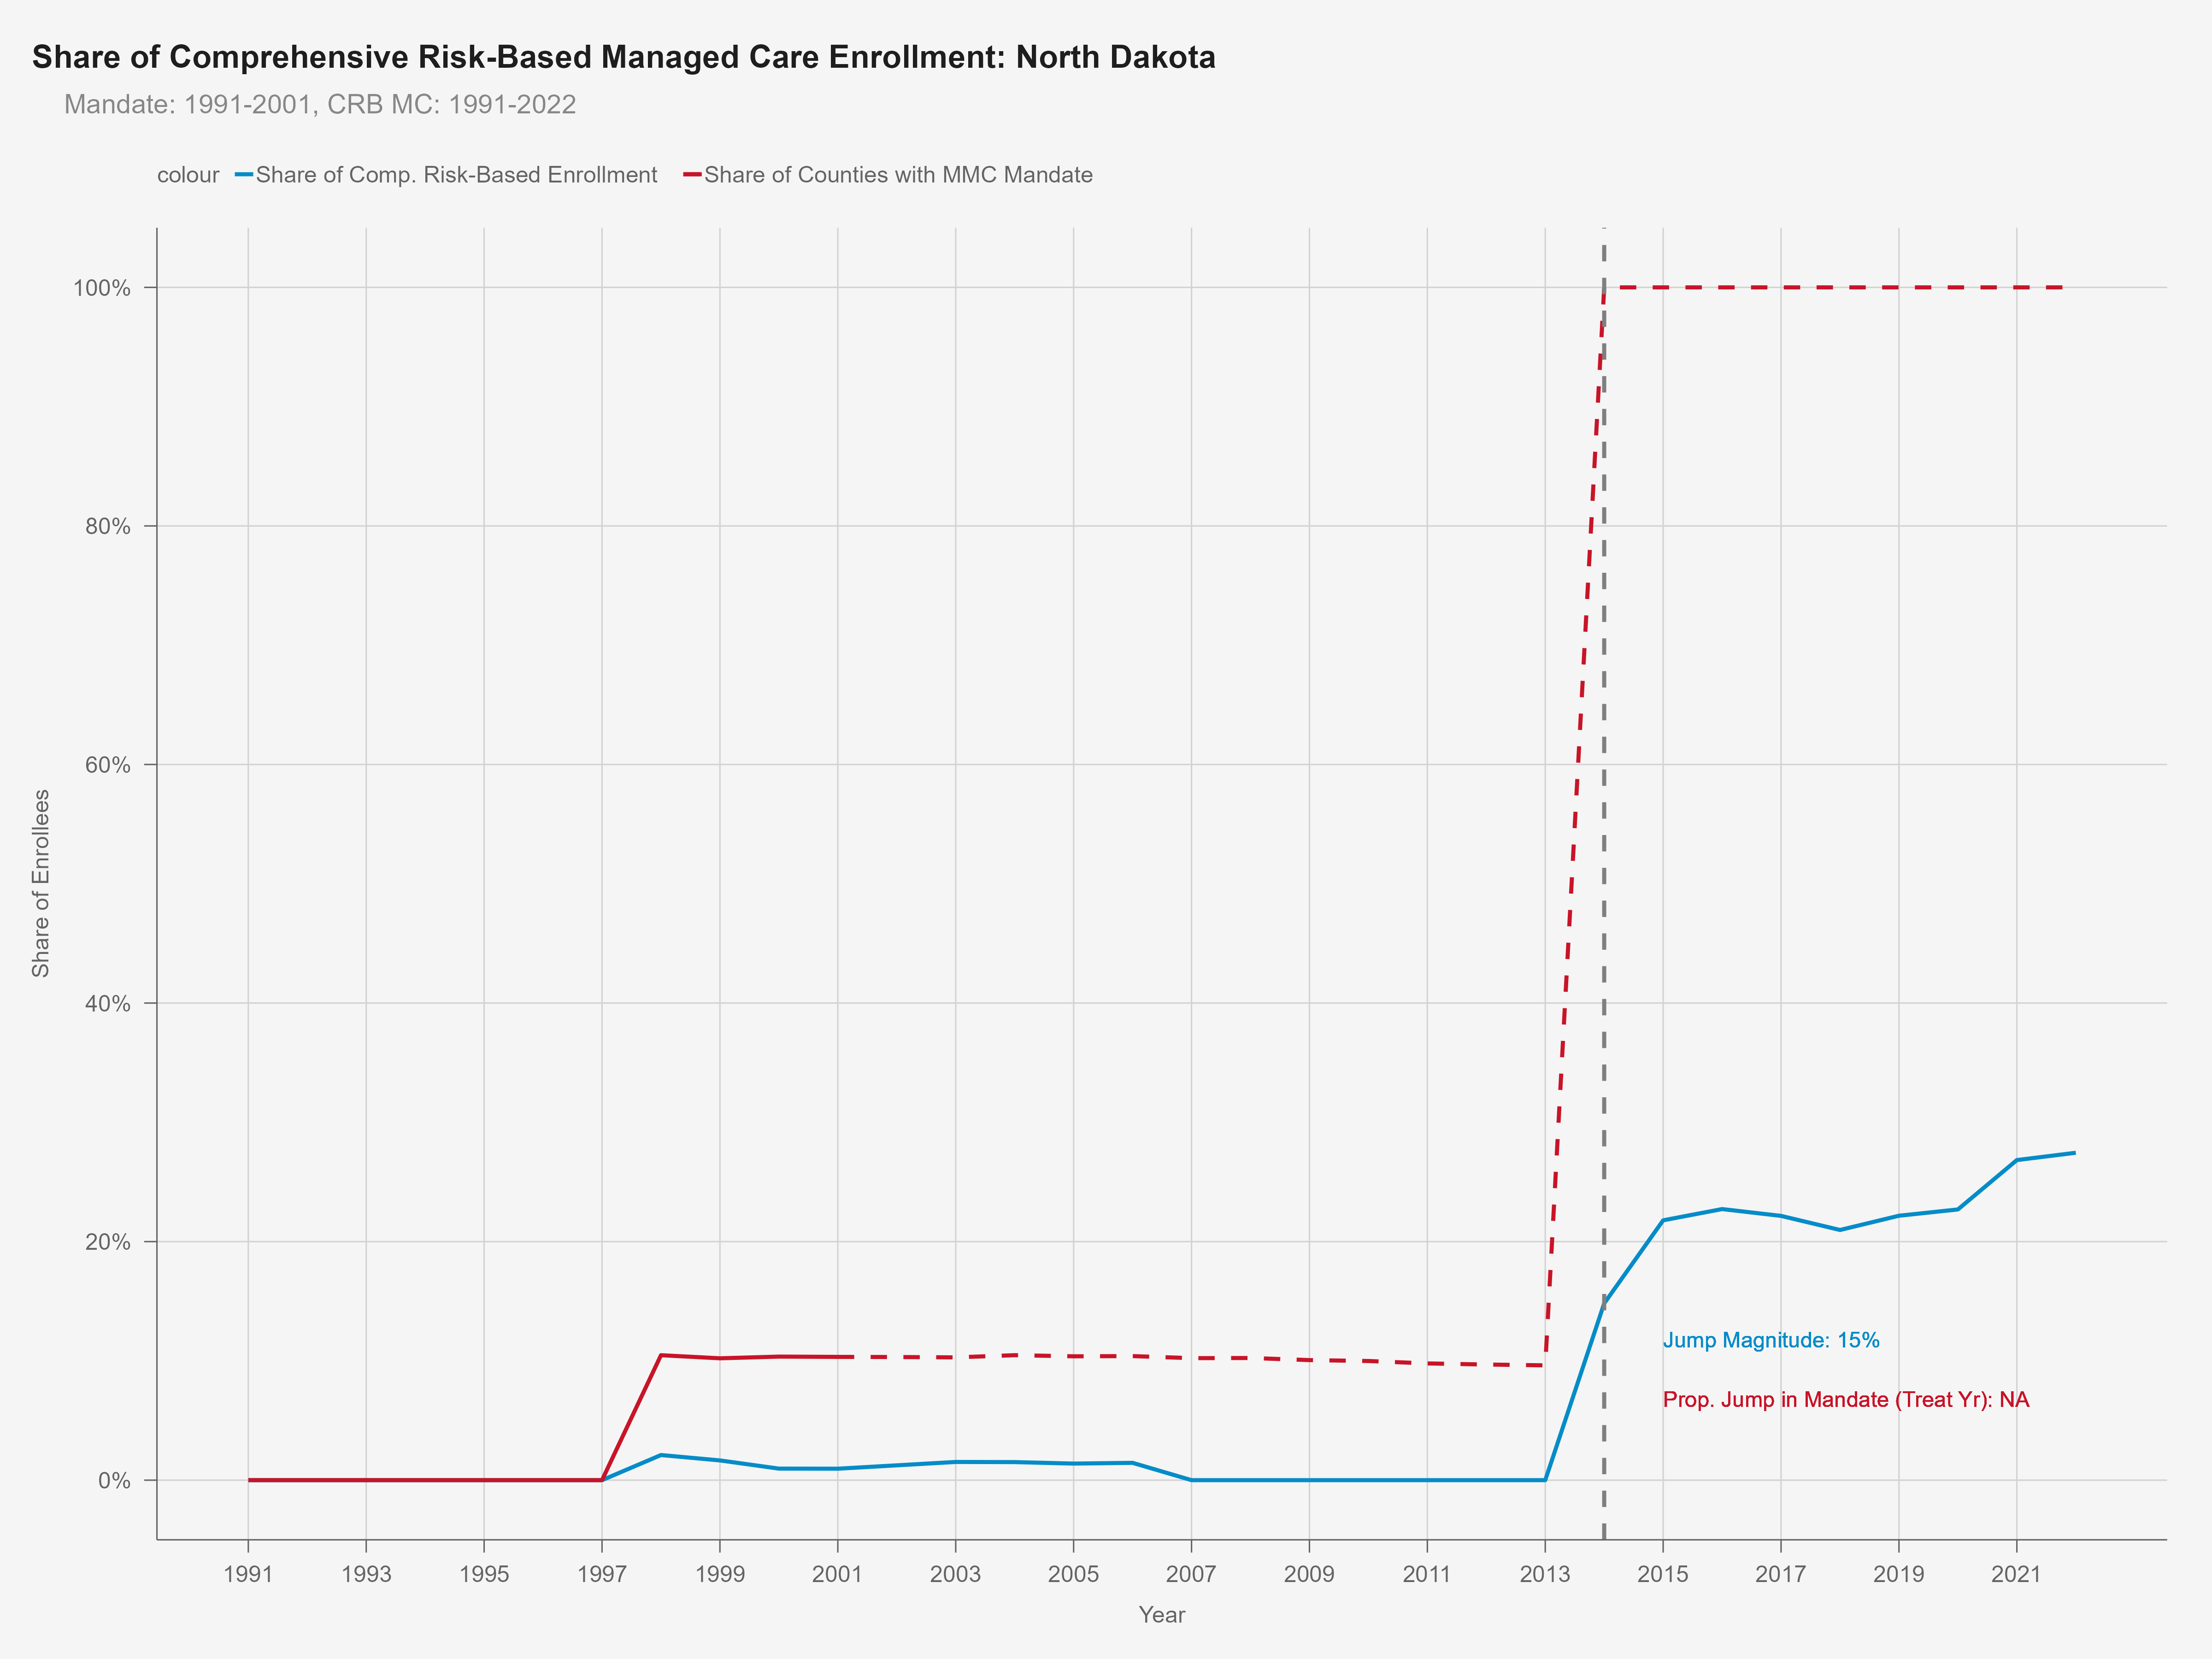 Share of Comprehensive Risk-Based Managed Care Enrollment: North Dakota
Mandate: 1991-2001, CRB MC: 1991-2022
colour Share of Comp. Risk-Based Enrollment Share of Counties with MMC Mandate
100%
80%
60%
40%
20%
0%
Share of Enrollees
Jump Magnitude: 15%
Prop. Jump in Mandate (Treat Yr): NA
1991 1993 1995 1997 1999 2001 2003 2005 2007 2009 2011 2013 2015 2017 2019 2021
Year